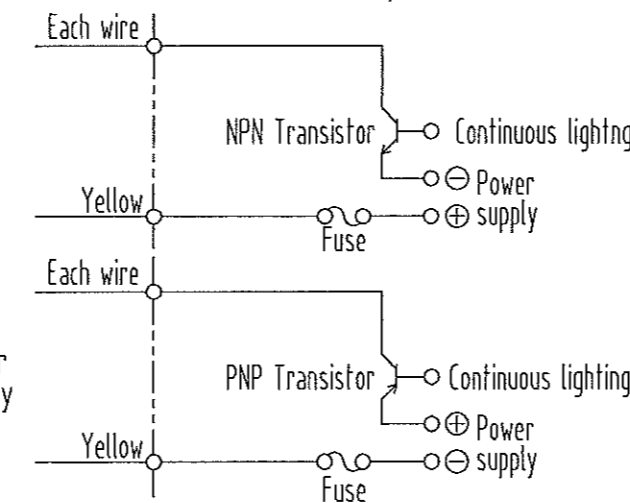 Each wire
NPN Transistor
Continuous lightng
⊖ Power
Yellow
⊕ supply
Fuse
Each wire
PNP Transistor
Continuous lighting
⊕ Power
Yellow
⊖ supply
Fuse